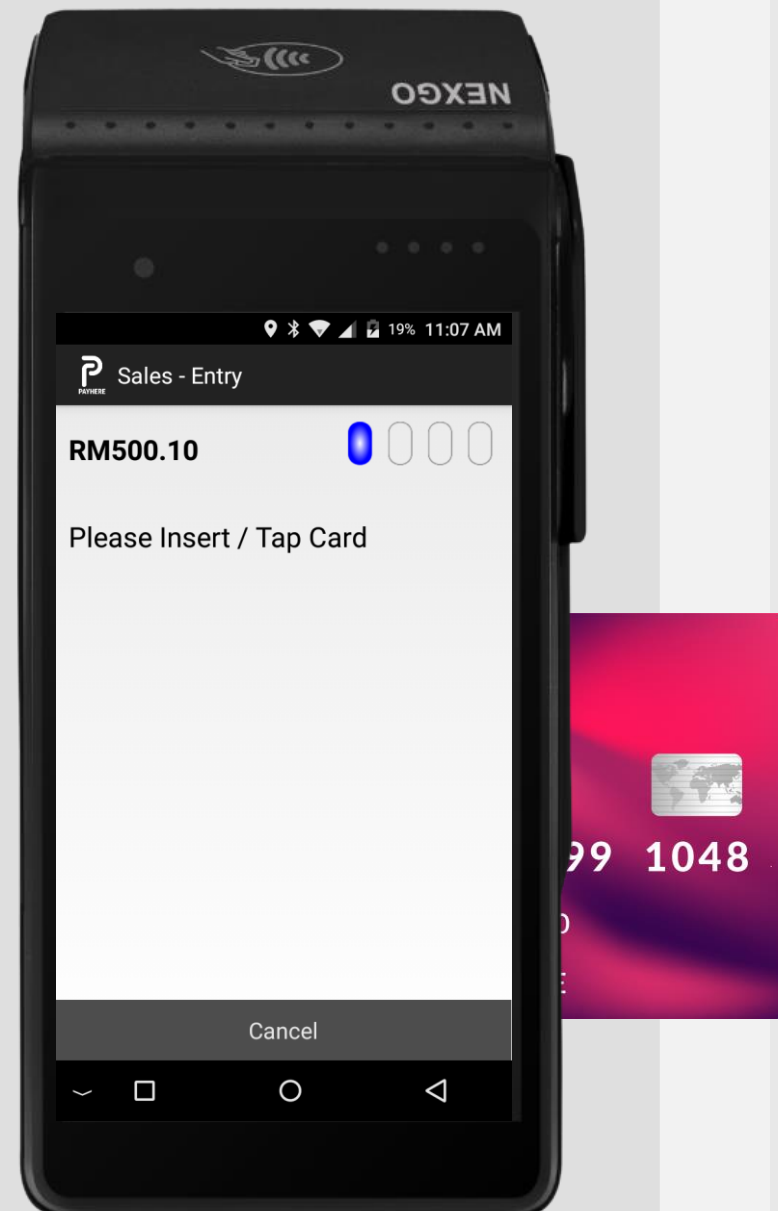 NEXGO
19% 11:07 AM
PAYHERE
Sales - Entry
RM500.10
Please Insert / Tap Card
99 1048
Cancel